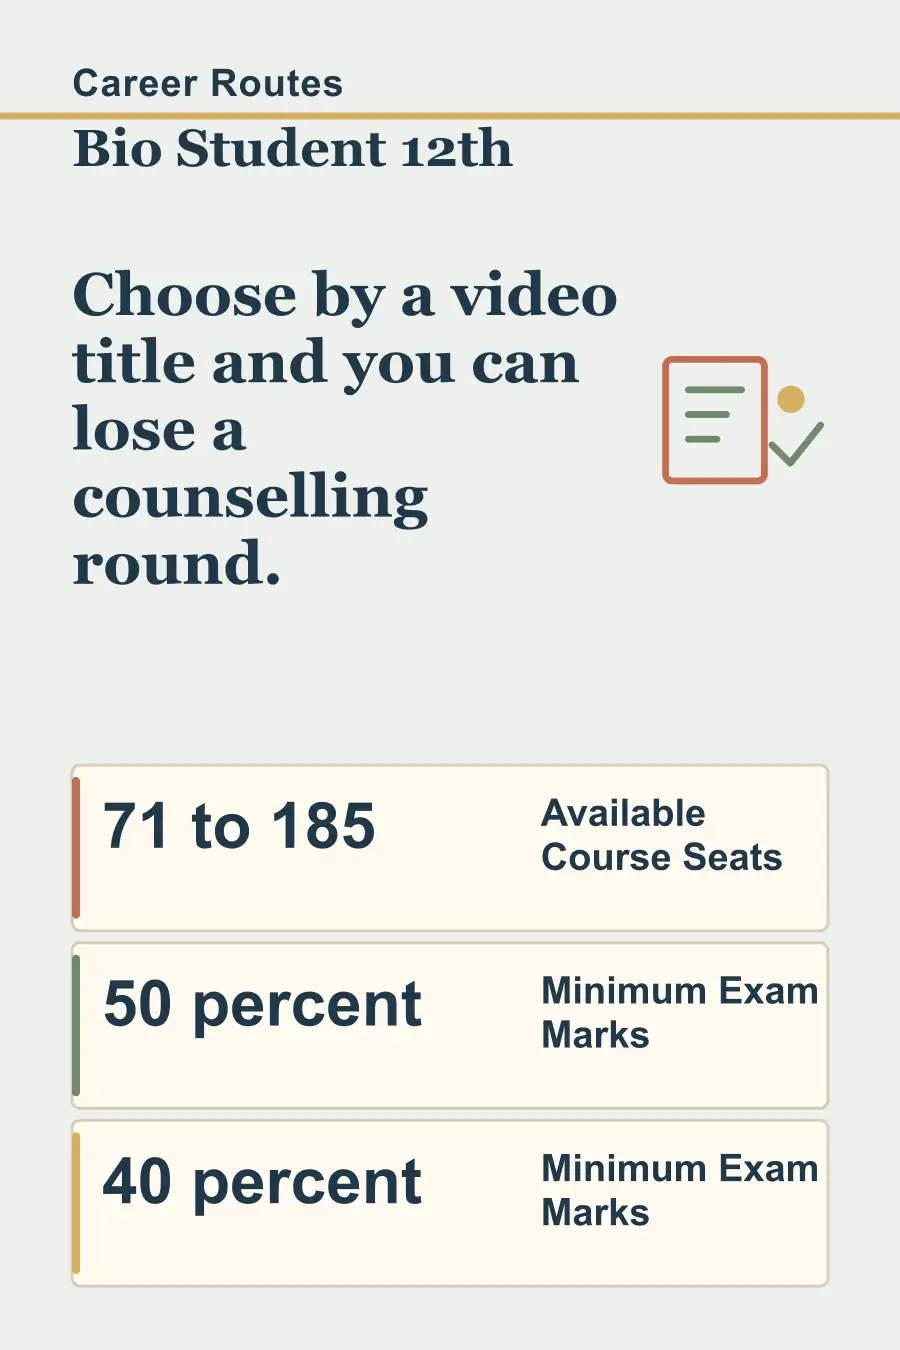 Career Routes
Bio Student 12th
Choose by a video
title and you can
lose a
counselling
round.
71 to 185
Available
Course Seats
50 percent
Minimum Exam
Marks
40 percent
Minimum Exam
Marks